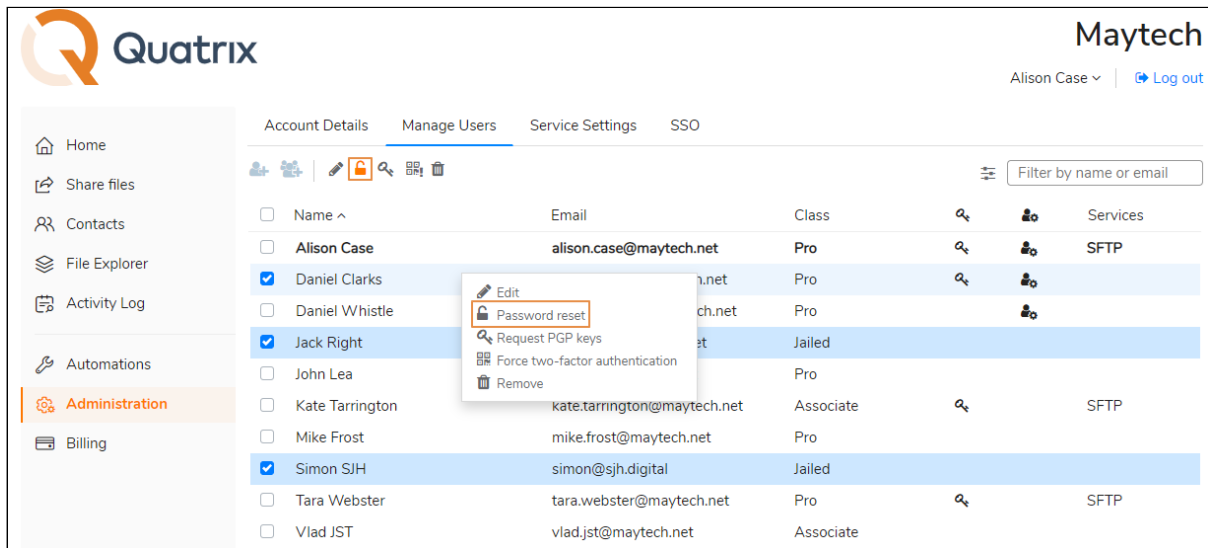 Quatrix
Maytech
Alison Case
Log out
Home
Share files
Contacts
File Explorer
Activity Log
Automations
Administration
Billing
Account Details Manage Users Service Settings SSO
Filter by name or email
Name Email Class Services
Alison Case alison.case@maytech.net Pro SFTP
Daniel Clarks h.net Pro
Daniel Whistle ch.net Pro
Jack Right et Jailed
John Lea Pro
Kate Tarrington kate.tarrington@maytech.net Associate SFTP
Mike Frost mike.frost@maytech.net Pro
Simon SJH simon@sjh.digital Jailed
Tara Webster tara.webster@maytech.net Pro SFTP
Vlad JST vlad.jst@maytech.net Associate
Edit
Password reset
Request PGP keys
Force two-factor authentication
Remove